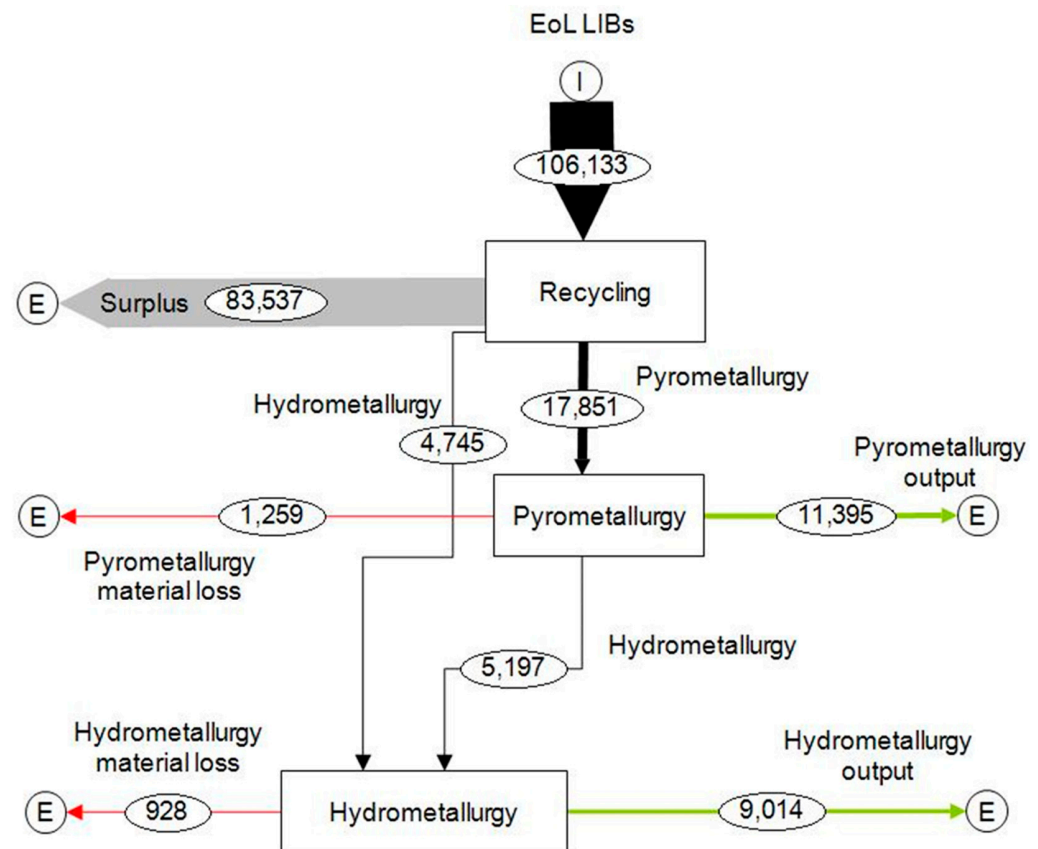 EoL LIBs
I
106,133
Recycling
E
Surplus
83,537
Pyrometallurgy
Hydrometallurgy
17,851
4,745
Pyrometallurgy
output
E
1,259
Pyrometallurgy
11,395
E
Pyrometallurgy
material loss
Hydrometallurgy
5,197
Hydrometallurgy
material loss
Hydrometallurgy
output
E
928
Hydrometallurgy
9,014
E